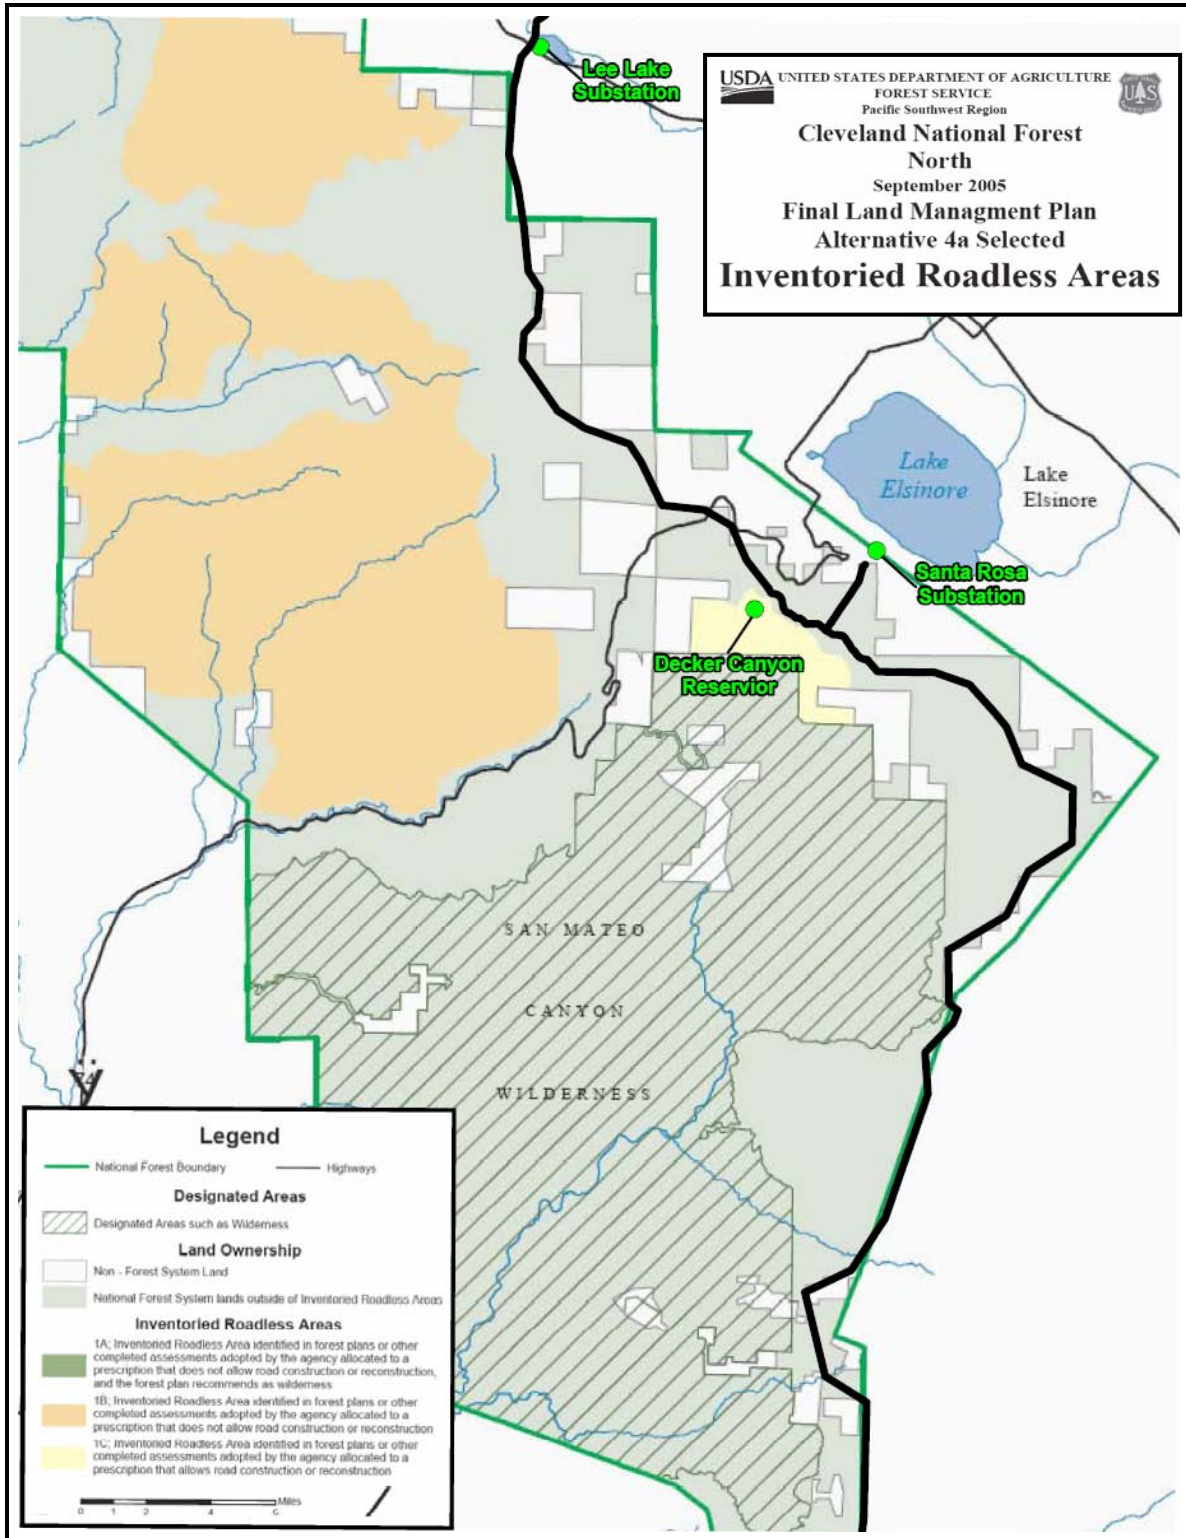 Lee Lake
Substation
USDA
UNITED STATES DEPARTMENT OF AGRICULTURE
FOREST SERVICE
Pacific Southwest Region
UAS
Cleveland National Forest
North
September 2005
Final Land Managment Plan
Alternative 4a Selected
Inventoried Roadless Areas
Lake
Elsinore
Lake
Elsinore
Santa Rosa
Substation
Decker Canyon
Reservior
SAN MATEO
CANYON
WILDERNESS
74
Legend
National Forest Boundary
Highways
Designated Areas
Designated Areas such as Wilderness
Land Ownership
Non - Forest System Land
National Forest System lands outside of Inventoried Roadless Areas
Inventoried Roadless Areas
1A; Inventoried Roadless Area identified in forest plans or other
completed assessments adopted by the agency allocated to a
prescription that does not allow road construction or reconstruction,
and the forest plan recommends as wilderness
1B; Inventoried Roadless Area identified in forest plans or other
completed assessments adopted by the agency allocated to a
prescription that does not allow road construction or reconstruction
1C; Inventoried Roadless Area identified in forest plans or other
completed assessments adopted by the agency allocated to a
prescription that allows road construction or reconstruction
Miles
0 1 2 4 6